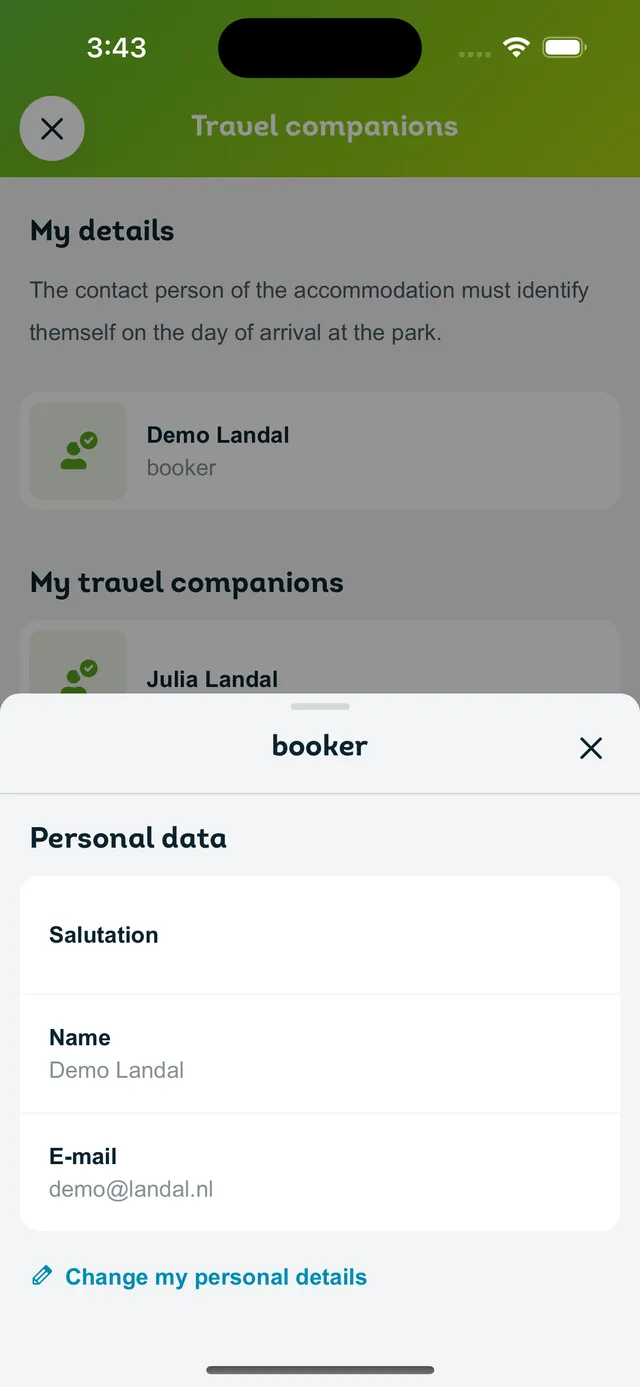 3:43
Travel companions
My details
The contact person of the accommodation must identify
themself on the day of arrival at the park.
Demo Landal
booker
My travel companions
Julia Landal
booker
Personal data
Salutation
Name
Demo Landal
E-mail
demo@landal.nl
Change my personal details